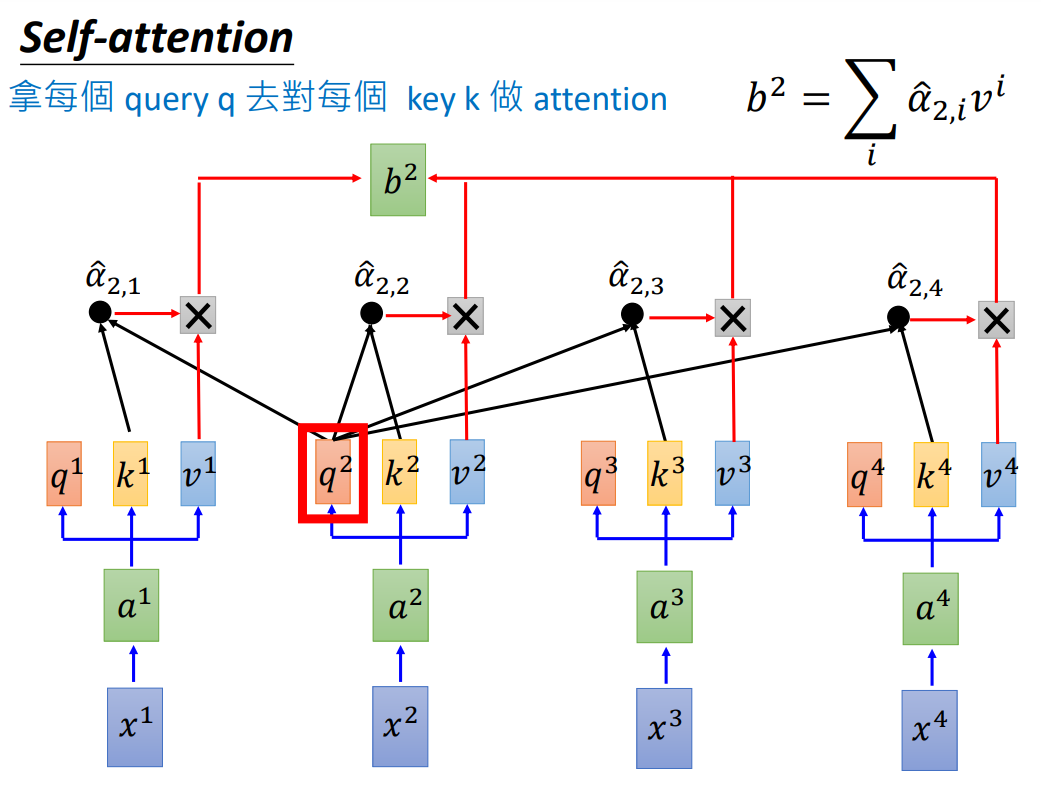 Self-attention
拿每個 query q 去對每個 key k 做 attention
b² = ∑ᵢ α̂₂,ᵢvⁱ
b²
α̂₂,₁ α̂₂,₂ α̂₂,₃ α̂₂,₄
× × × ×
q¹ k¹ v¹ q² k² v² q³ k³ v³ q⁴ k⁴ v⁴
a¹ a² a³ a⁴
x¹ x² x³ x⁴